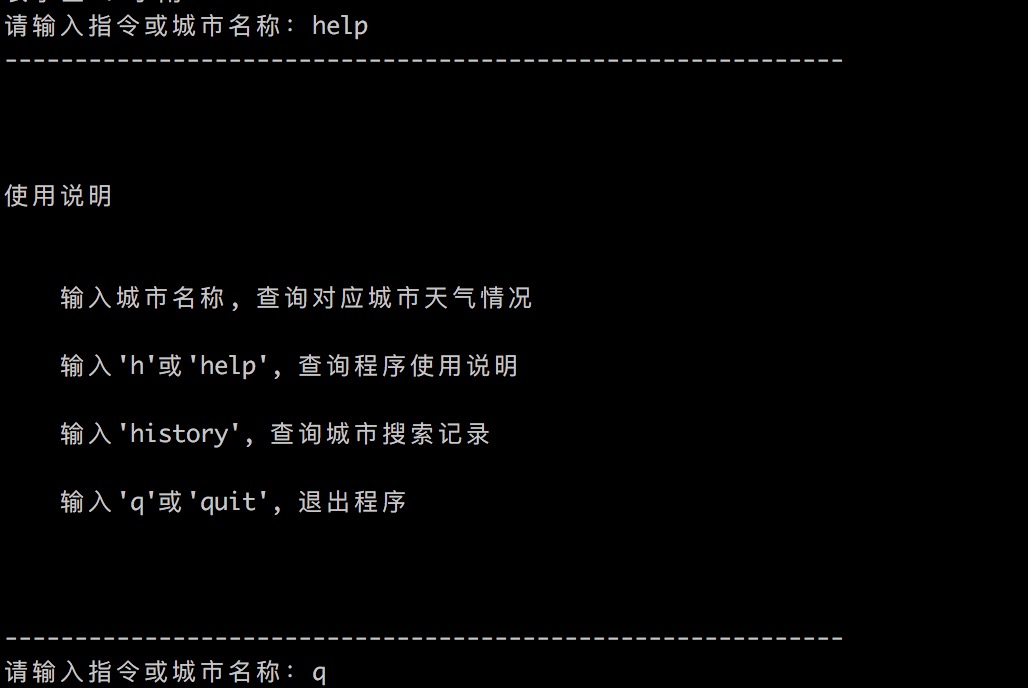 请输入指令或城市名称: help
------------------------------------------------------------
使用说明
输入城市名称, 查询对应城市天气情况
输入'h'或'help', 查询程序使用说明
输入'history', 查询城市搜索记录
输入'q'或'quit', 退出程序
------------------------------------------------------------
请输入指令或城市名称: q